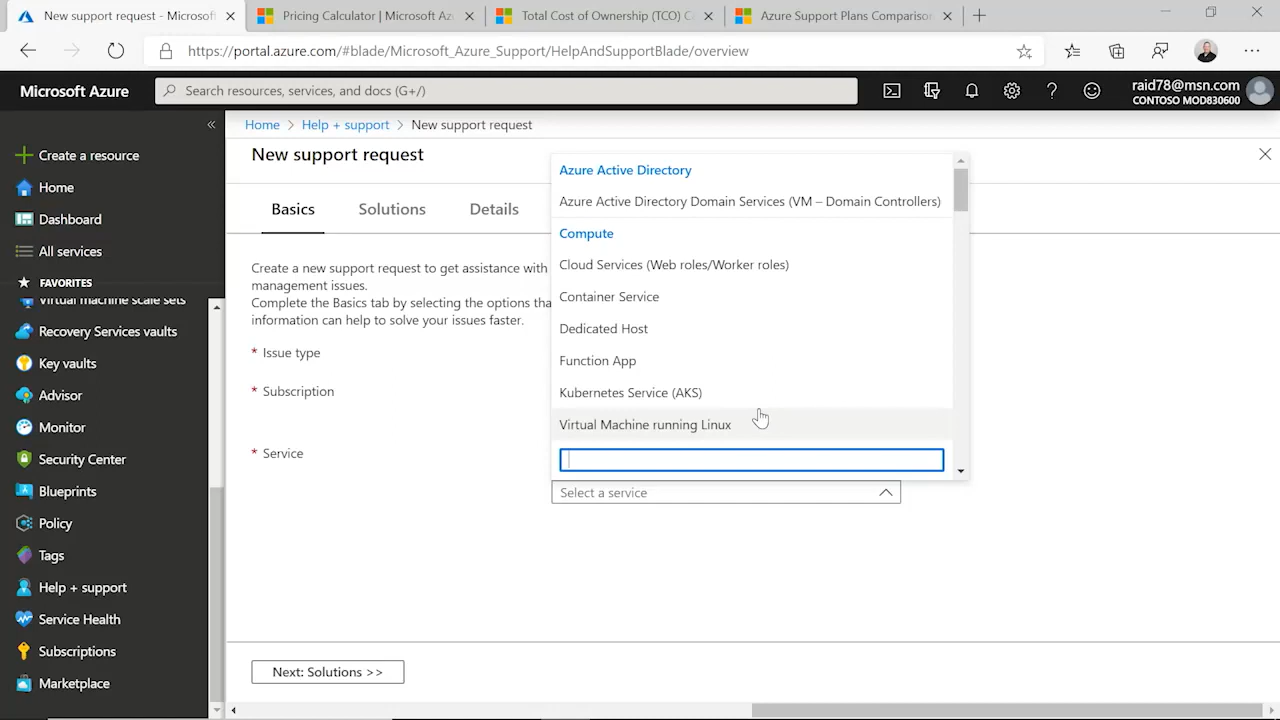 New support request - Microsoft
Pricing Calculator | Microsoft Az
Total Cost of Ownership (TCO) C
Azure Support Plans Comparison
https://portal.azure.com/#blade/Microsoft_Azure_Support/HelpAndSupportBlade/overview
Microsoft Azure
Search resources, services, and docs (G+/)
raid78@msn.com
CONTOSO MOD830600
Create a resource
Home
Dashboard
All services
FAVORITES
Virtual machine scale sets
Recovery Services vaults
Key vaults
Advisor
Monitor
Security Center
Blueprints
Policy
Tags
Help + support
Service Health
Subscriptions
Marketplace
Home > Help + support > New support request
New support request
Basics
Solutions
Details
Create a new support request to get assistance with
management issues.
Complete the Basics tab by selecting the options tha
information can help to solve your issues faster.
* Issue type
* Subscription
* Service
Azure Active Directory
Azure Active Directory Domain Services (VM – Domain Controllers)
Compute
Cloud Services (Web roles/Worker roles)
Container Service
Dedicated Host
Function App
Kubernetes Service (AKS)
Virtual Machine running Linux
Select a service
Next: Solutions >>